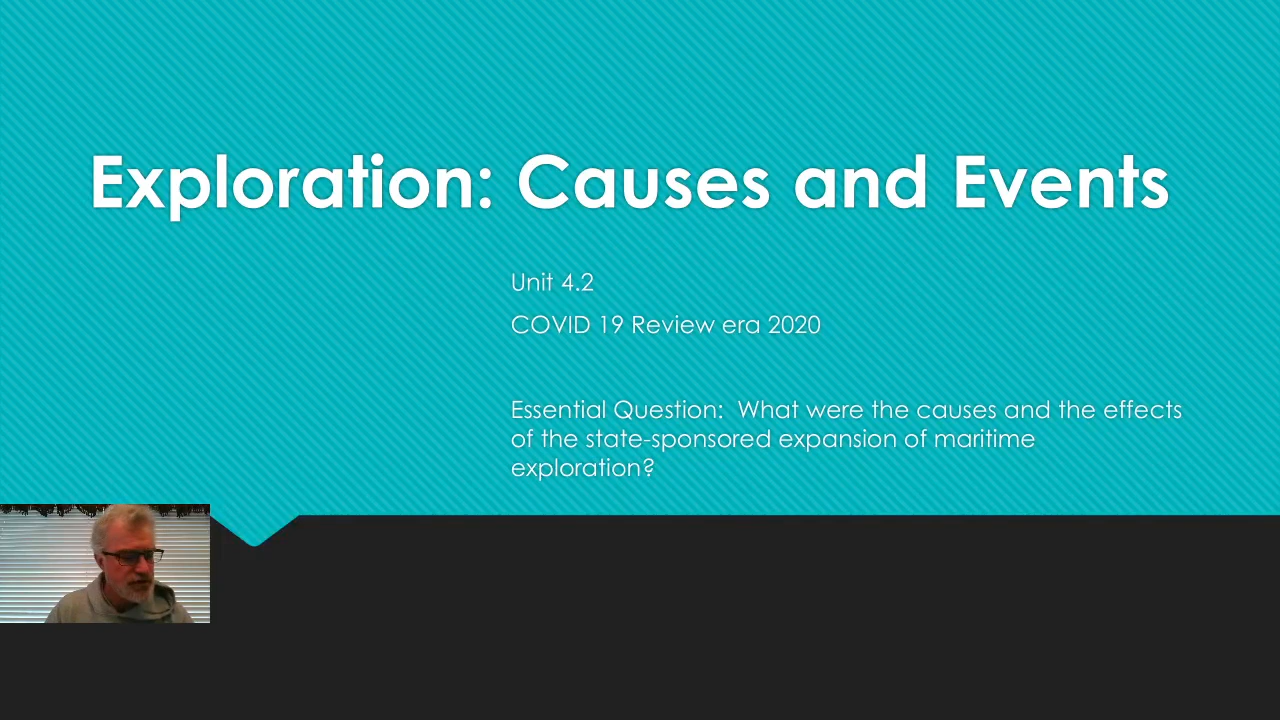 Exploration: Causes and Events
Unit 4.2
COVID 19 Review era 2020
Essential Question:  What were the causes and the effects
of the state-sponsored expansion of maritime
exploration?